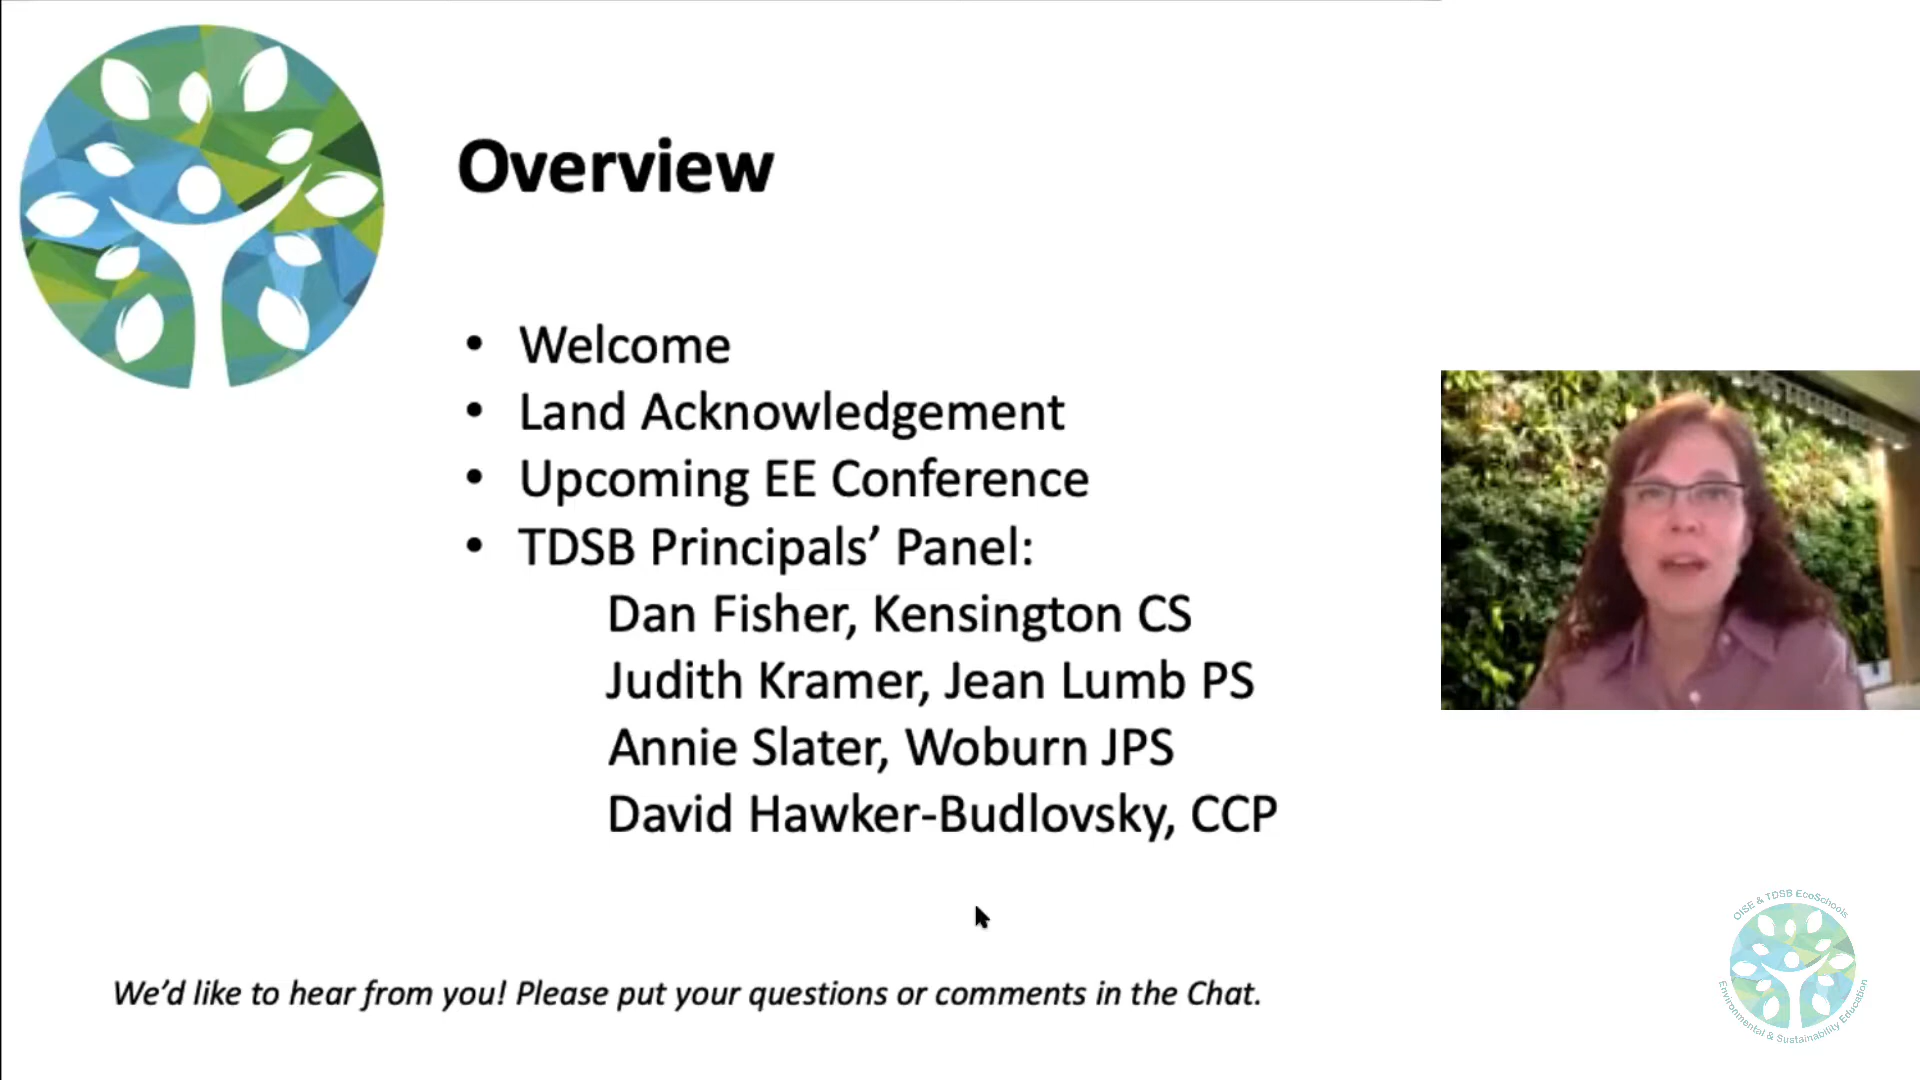 Overview
• Welcome
• Land Acknowledgement
• Upcoming EE Conference
• TDSB Principals’ Panel:
Dan Fisher, Kensington CS
Judith Kramer, Jean Lumb PS
Annie Slater, Woburn JPS
David Hawker-Budlovsky, CCP
We’d like to hear from you! Please put your questions or comments in the Chat.
OISE & TDSB EcoSchools
Environmental & Sustainability Education